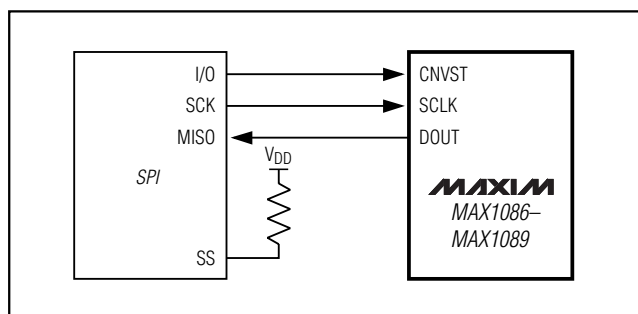 I/O
SCK
MISO
SPI
VDD
SS
CNVST
SCLK
DOUT
MAXIM
MAX1086–
MAX1089